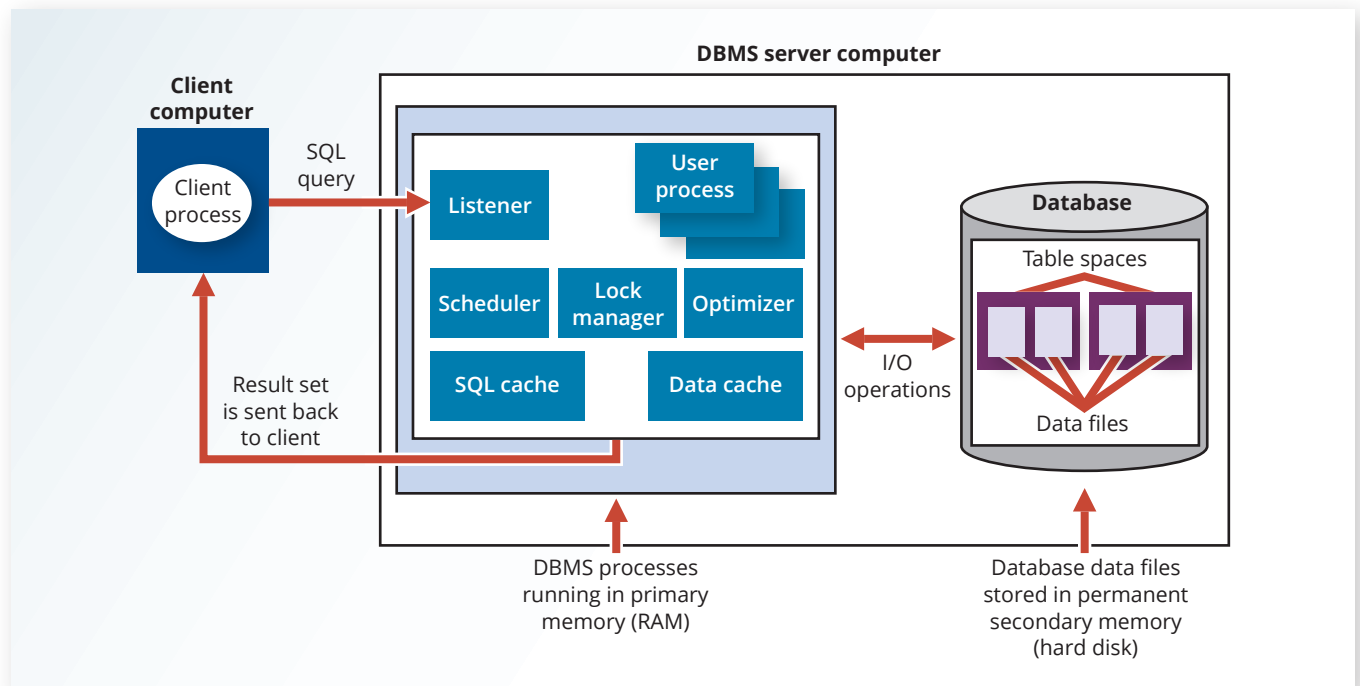 DBMS server computer
Client
computer
Client
process
SQL
query
Listener
User
process
Scheduler
Lock
manager
Optimizer
SQL cache
Data cache
Result set
is sent back
to client
I/O
operations
Database
Table spaces
Data files
DBMS processes
running in primary
memory (RAM)
Database data files
stored in permanent
secondary memory
(hard disk)